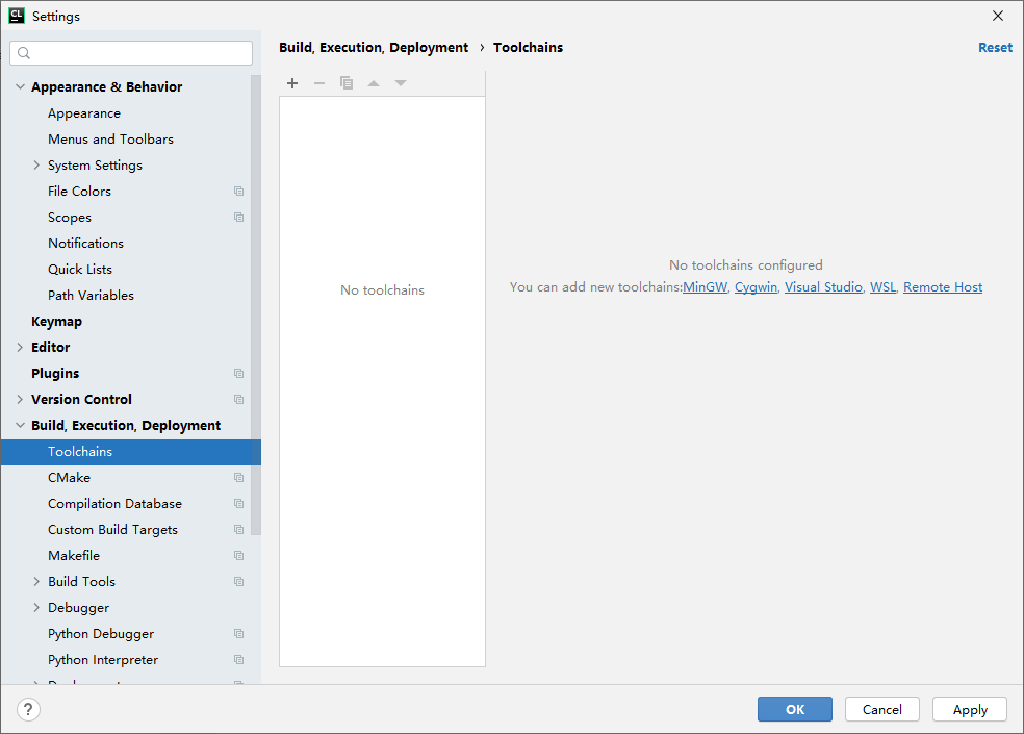 CL Settings
Build, Execution, Deployment › Toolchains
Reset
Appearance & Behavior
Appearance
Menus and Toolbars
System Settings
File Colors
Scopes
Notifications
Quick Lists
Path Variables
Keymap
Editor
Plugins
Version Control
Build, Execution, Deployment
Toolchains
CMake
Compilation Database
Custom Build Targets
Makefile
Build Tools
Debugger
Python Debugger
Python Interpreter
No toolchains
No toolchains configured
You can add new toolchains:MinGW, Cygwin, Visual Studio, WSL, Remote Host
?
OK
Cancel
Apply